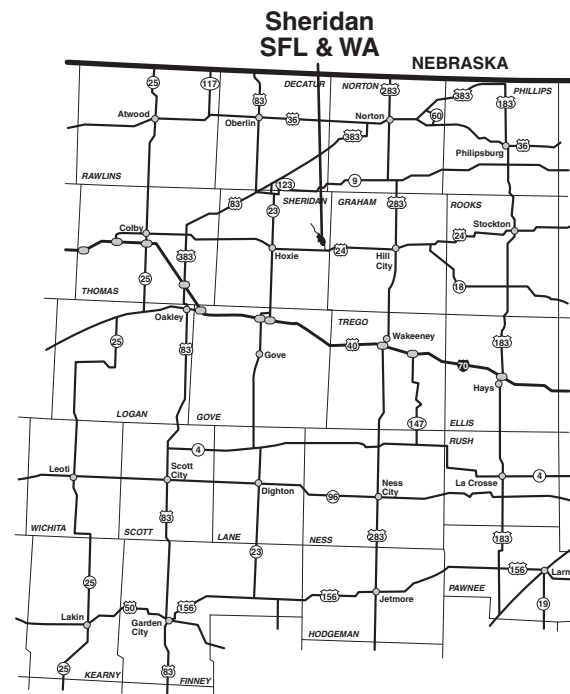 Sheridan
SFL & WA
NEBRASKA
25
117
83
DECATUR
NORTON
283
383
PHILLIPS
183
Atwood
Oberlin
36
Norton
60
383
Philipsburg
36
RAWLINS
123
9
83
23
SHERIDAN
GRAHAM
283
ROOKS
Colby
24
Stockton
383
Hoxie
24
Hill
City
25
18
THOMAS
Oakley
TREGO
25
83
Gove
40
Wakeeney
183
70
Hays
LOGAN
GOVE
147
ELLIS
RUSH
4
Leoti
Scott
City
Dighton
96
Ness
City
La Crosse
4
83
WICHITA
SCOTT
LANE
NESS
283
183
23
25
156
Larn
PAWNEE
50
156
156
Jetmore
19
Lakin
Garden
City
HODGEMAN
25
KEARNY
83
FINNEY